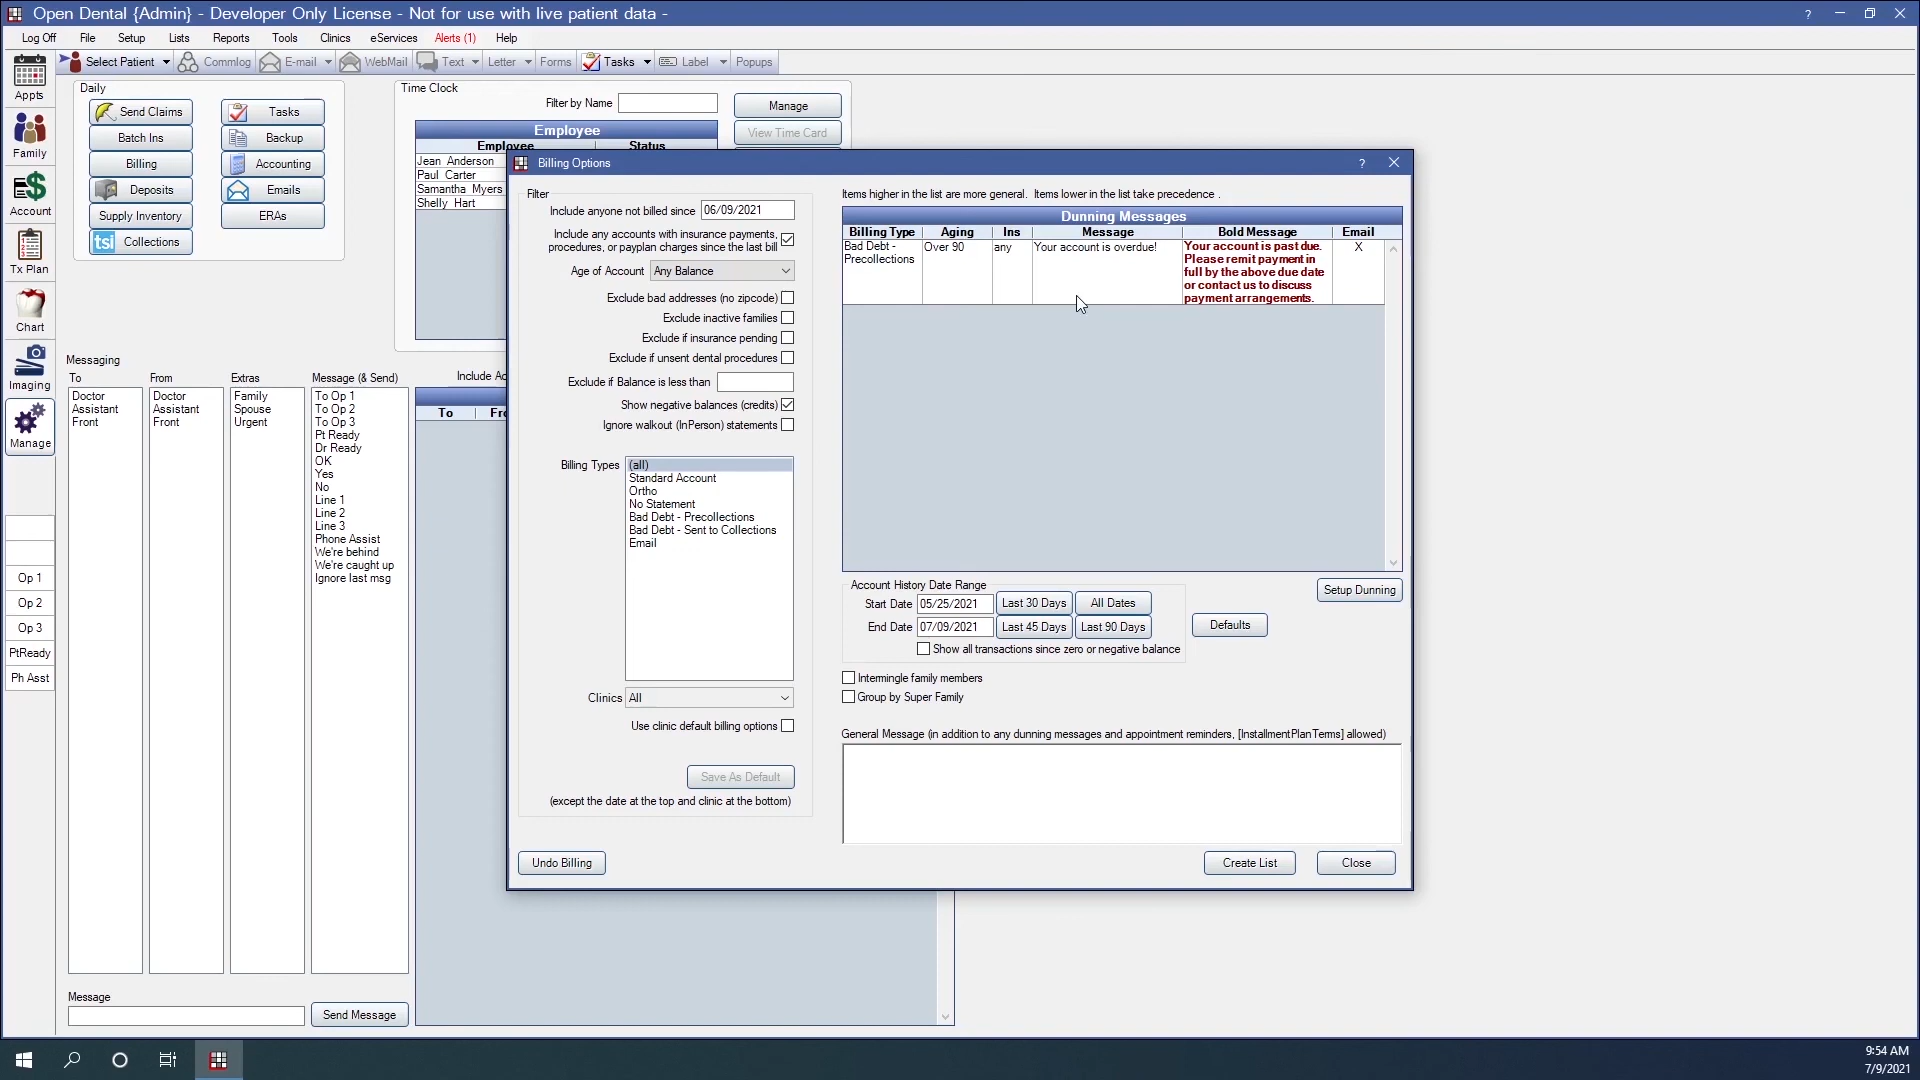 Open Dental {Admin} - Developer Only License - Not for use with live patient data -
Log Off File Setup Lists Reports Tools Clinics eServices Alerts (1) Help
Select Patient Commlog E-mail WebMail Text Letter Forms Tasks Label Popups
Appts
Family
Account
Tx Plan
Chart
Imaging
Manage
Op 1
Op 2
Op 3
PtReady
Ph Asst
Daily
Send Claims Tasks
Batch Ins Backup
Billing Accounting
Deposits Emails
Supply Inventory ERAs
tsi Collections
Time Clock
Filter by Name
Manage
View Time Card
Employee
Employee Status
Jean Anderson
Paul Carter
Samantha Myers
Shelly Hart
Messaging
To From Extras Message (& Send)
Doctor
Assistant
Front
Doctor
Assistant
Front
Family
Spouse
Urgent
To Op 1
To Op 2
To Op 3
Pt Ready
Dr Ready
OK
Yes
No
Line 1
Line 2
Line 3
Phone Assist
We're behind
We're caught up
Ignore last msg
To
Message
Send Message
Billing Options
?
Filter
Include anyone not billed since 06/09/2021
Include any accounts with insurance payments,
procedures, or payplan charges since the last bill
Age of Account Any Balance
Exclude bad addresses (no zipcode)
Exclude inactive families
Exclude if insurance pending
Exclude if unsent dental procedures
Exclude if Balance is less than
Show negative balances (credits)
Ignore walkout (InPerson) statements
Billing Types (all)
Standard Account
Ortho
No Statement
Bad Debt - Precollections
Bad Debt - Sent to Collections
Email
Clinics All
Use clinic default billing options
Save As Default
(except the date at the top and clinic at the bottom)
Undo Billing
Items higher in the list are more general. Items lower in the list take precedence .
Dunning Messages
Billing Type Aging Ins Message Bold Message Email
Bad Debt -
Precollections
Over 90 any Your account is overdue!
Your account is past due.
Please remit payment in
full by the above due date
or contact us to discuss
payment arrangements.
X
Account History Date Range
Start Date 05/25/2021 Last 30 Days All Dates
End Date 07/09/2021 Last 45 Days Last 90 Days
Show all transactions since zero or negative balance
Defaults
Setup Dunning
Intermingle family members
Group by Super Family
General Message (in addition to any dunning messages and appointment reminders, [InstallmentPlanTerms] allowed)
Create List Close
9:54 AM
7/9/2021